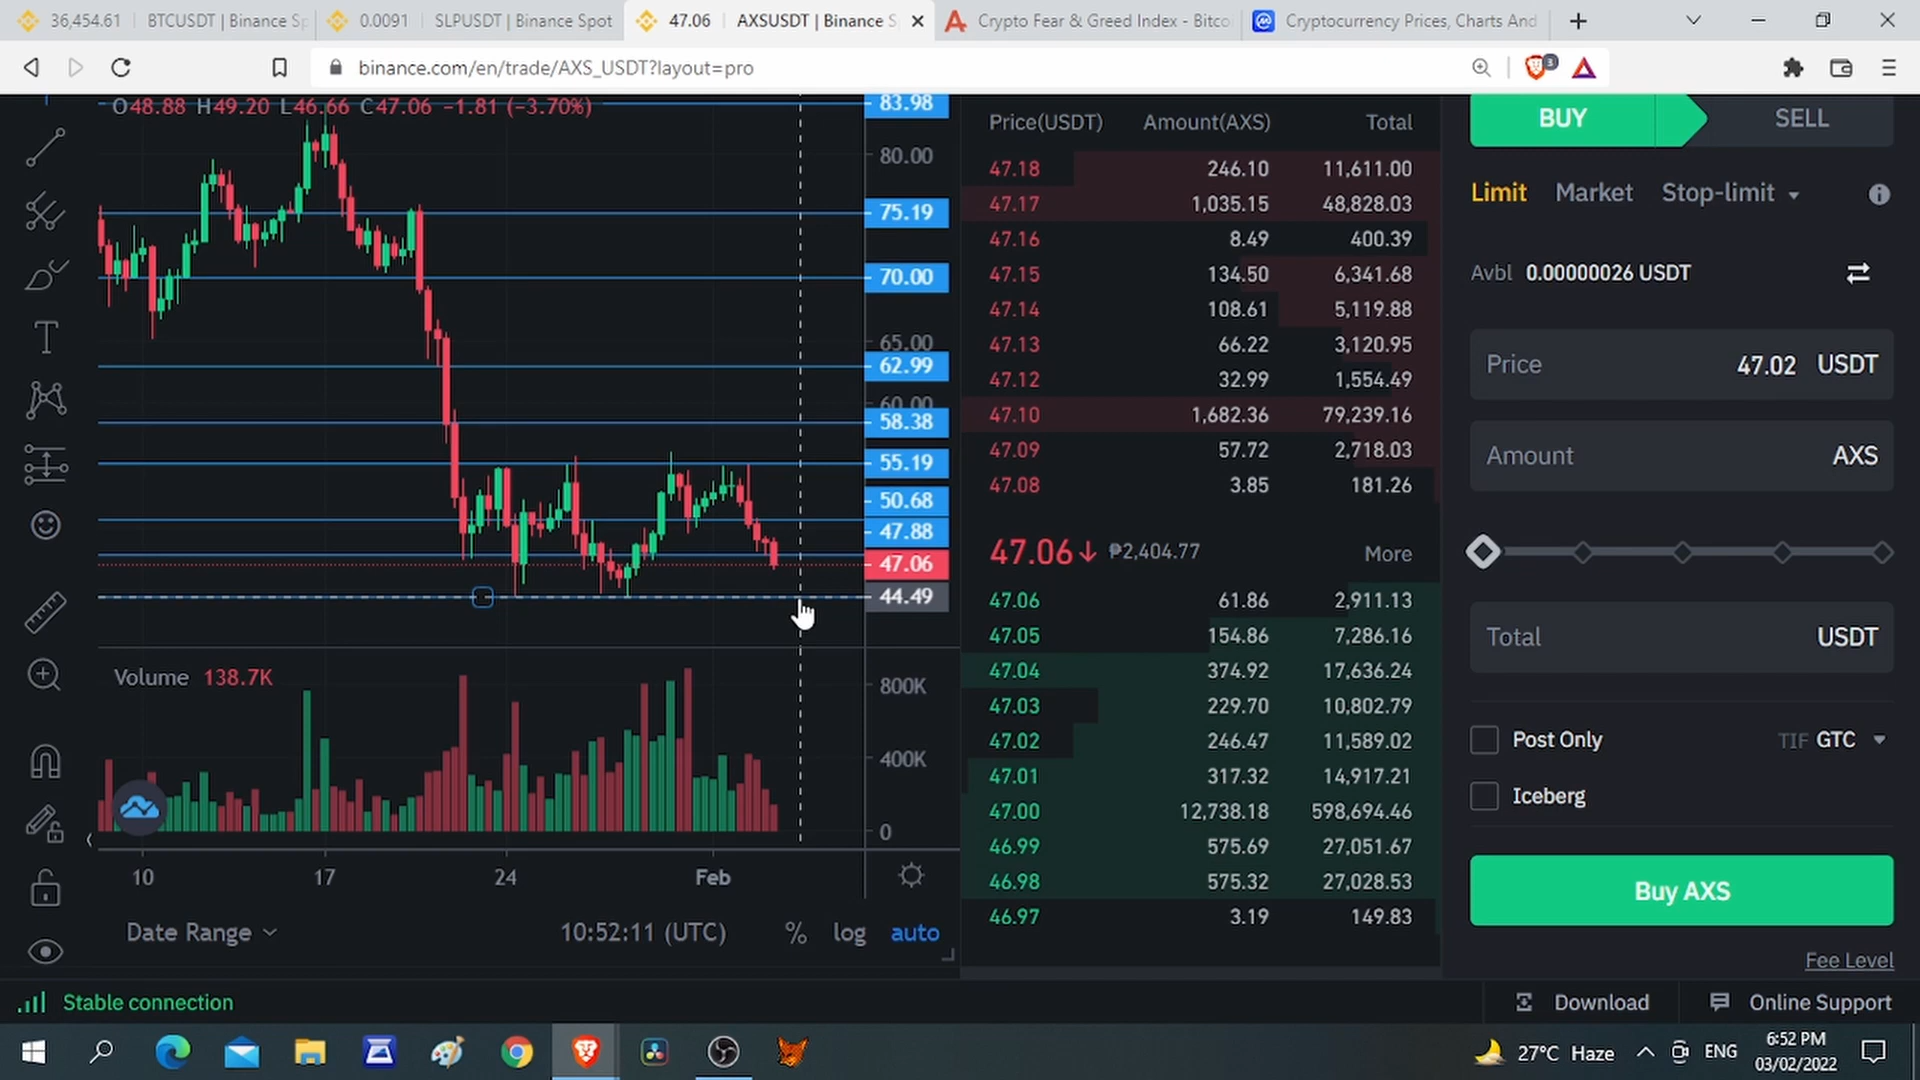 36,454.61 BTCUSDT | Binance Sp
0.0091 SLPUSDT | Binance Spot
47.06 AXSUSDT | Binance S
Crypto Fear & Greed Index - Bitco
Cryptocurrency Prices, Charts And
binance.com/en/trade/AXS_USDT?layout=pro
3
O48.88 H49.20 L46.66 C47.06 −1.81 (−3.70%)
83.98
80.00
75.19
70.00
65.00
62.99
60.00
58.38
55.19
50.68
47.88
47.06
44.49
Volume 138.7K
800K
400K
0
10 17 24 Feb
Date Range
10:52:11 (UTC) % log auto
Price(USDT) Amount(AXS) Total
47.18 246.10 11,611.00
47.17 1,035.15 48,828.03
47.16 8.49 400.39
47.15 134.50 6,341.68
47.14 108.61 5,119.88
47.13 66.22 3,120.95
47.12 32.99 1,554.49
47.10 1,682.36 79,239.16
47.09 57.72 2,718.03
47.08 3.85 181.26
47.06↓ ₱2,404.77 More
47.06 61.86 2,911.13
47.05 154.86 7,286.16
47.04 374.92 17,636.24
47.03 229.70 10,802.79
47.02 246.47 11,589.02
47.01 317.32 14,917.21
47.00 12,738.18 598,694.46
46.99 575.69 27,051.67
46.98 575.32 27,028.53
46.97 3.19 149.83
BUY SELL
Limit Market Stop-limit
Avbl 0.00000026 USDT
Price 47.02 USDT
Amount AXS
Total USDT
Post Only TIF GTC
Iceberg
Buy AXS
Fee Level
Stable connection
Download Online Support
27°C Haze ENG
6:52 PM
03/02/2022